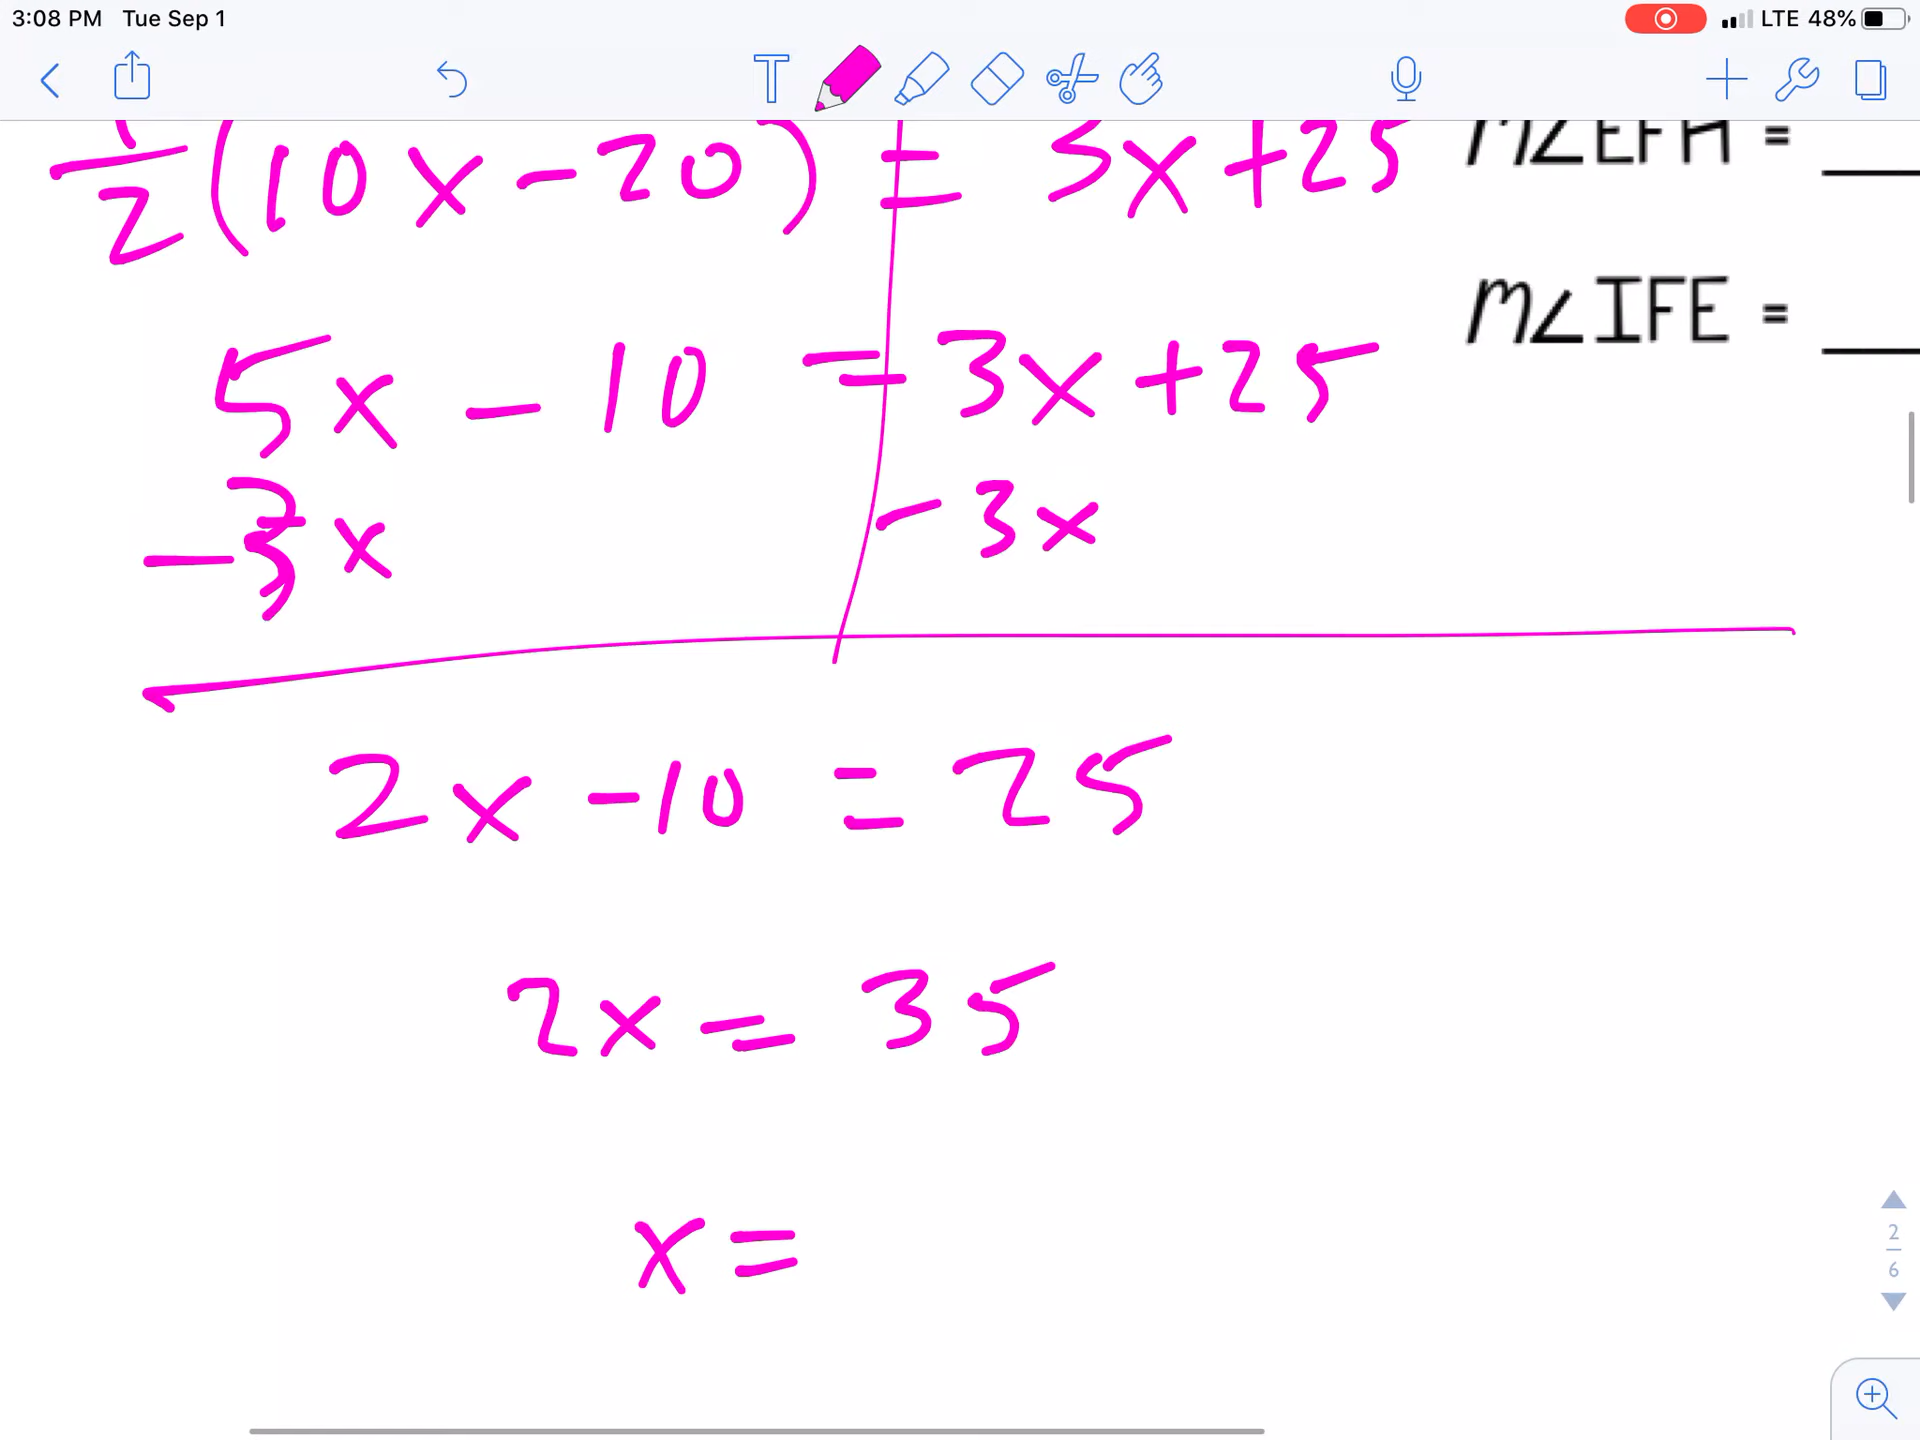 3:08 PM Tue Sep 1 LTE 48%
T
1/2(10x-20) = 3x+25
m∠EFH =
5x - 10 = 3x+25
m∠IFE =
-3x -3x
2x -10 = 25
2x = 35
x =
2
6